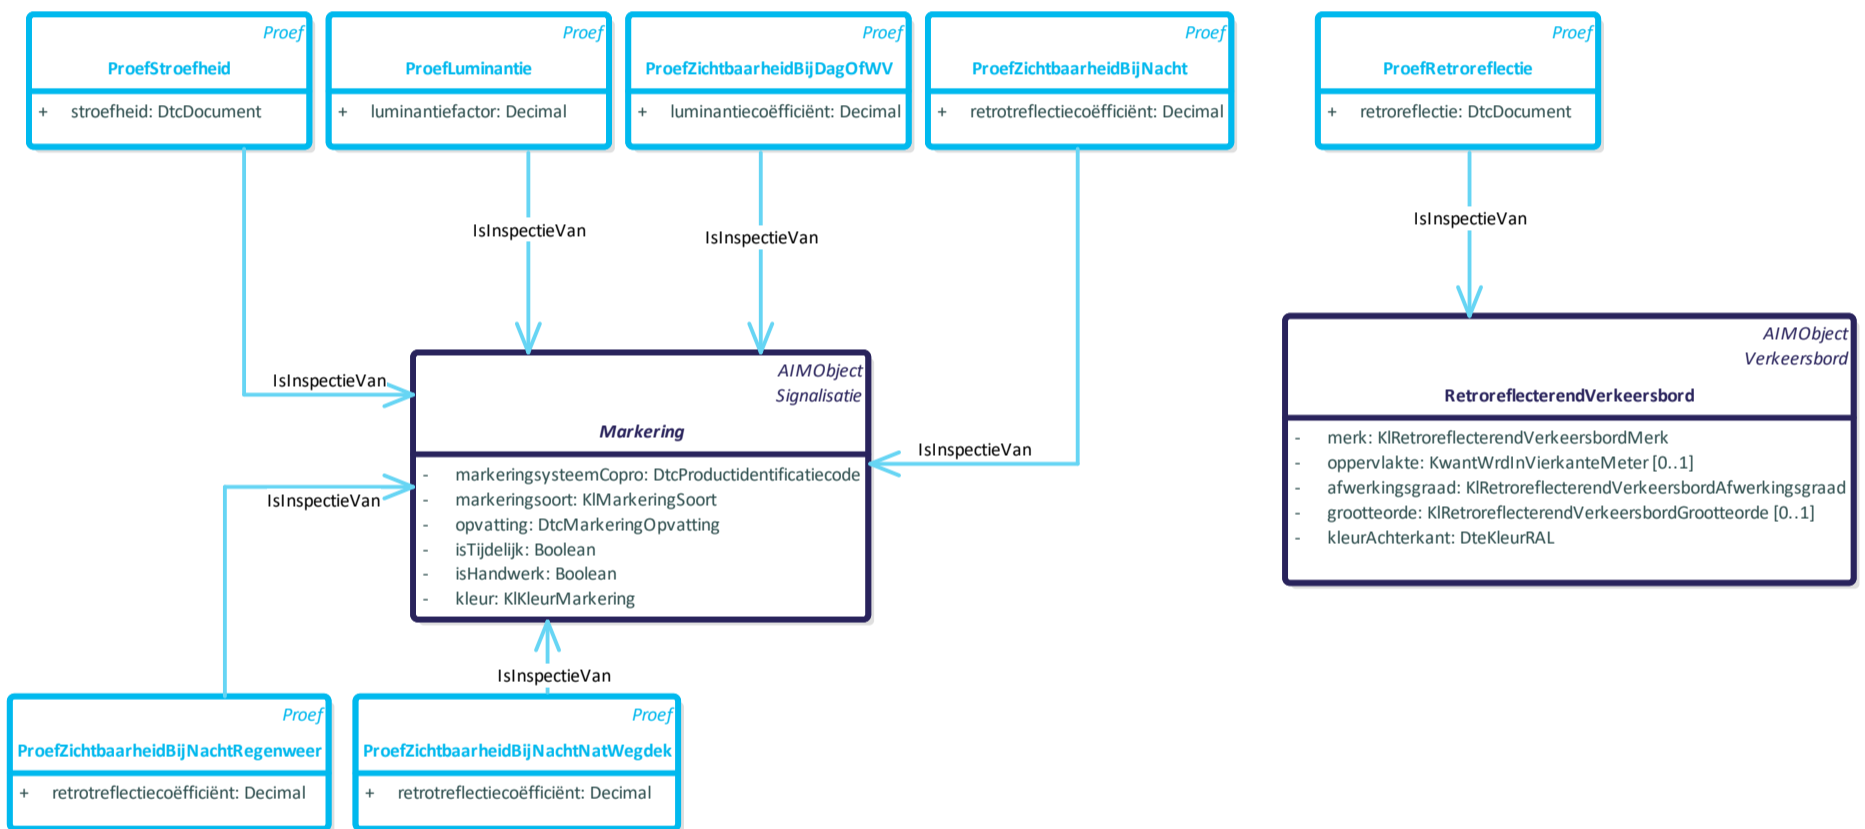 Proef
ProefStroefheid
+ stroefheid: DtcDocument
Proef
ProefLuminantie
+ luminantiefactor: Decimal
Proef
ProefZichtbaarheidBijDagOfWV
+ luminantiecoëfficiënt: Decimal
Proef
ProefZichtbaarheidBijNacht
+ retrotreflectiecoëfficiënt: Decimal
Proef
ProefRetroreflectie
+ retroreflectie: DtcDocument
IsInspectieVan
IsInspectieVan
IsInspectieVan
IsInspectieVan
IsInspectieVan
IsInspectieVan
IsInspectieVan
AIMObject
Signalisatie
Markering
- markeringsysteemCopro: DtcProductidentificatiecode
- markeringsoort: KlMarkeringSoort
- opvatting: DtcMarkeringOpvatting
- isTijdelijk: Boolean
- isHandwerk: Boolean
- kleur: KlKleurMarkering
AIMObject
Verkeersbord
RetroreflecterendVerkeersbord
- merk: KlRetroreflecterendVerkeersbordMerk
- oppervlakte: KwantWrdInVierkanteMeter [0..1]
- afwerkingsgraad: KlRetroreflecterendVerkeersbordAfwerkingsgraad
- grootteorde: KlRetroreflecterendVerkeersbordGrootteorde [0..1]
- kleurAchterkant: DteKleurRAL
Proef
ProefZichtbaarheidBijNachtRegenweer
+ retrotreflectiecoëfficiënt: Decimal
Proef
ProefZichtbaarheidBijNachtNatWegdek
+ retrotreflectiecoëfficiënt: Decimal